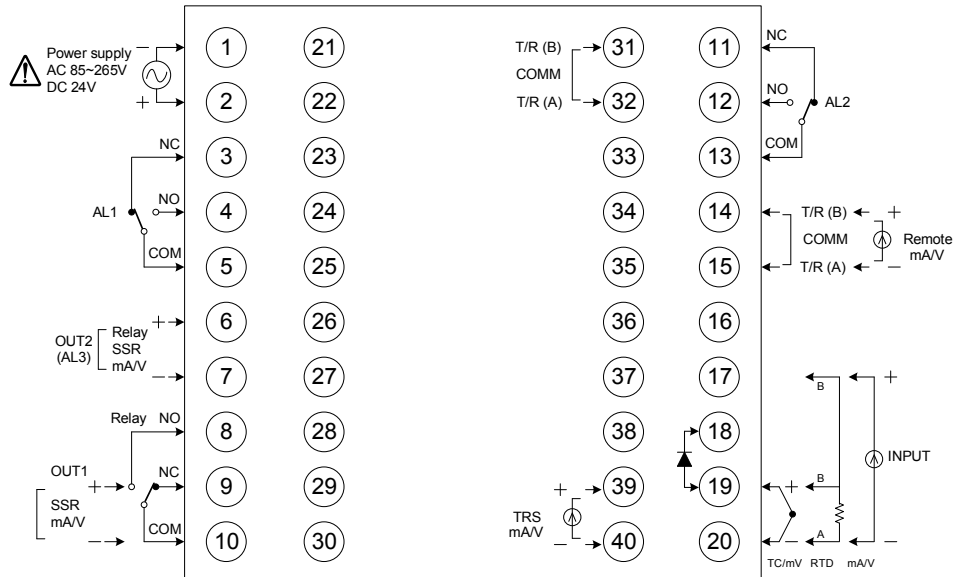 Power supply
AC 85~265V
DC 24V
−
+
1 21 T/R (B) 31 11 NC
COMM
2 22 T/R (A) 32 12 NO AL2
NC 3 23 33 13 COM
AL1 NO 4 24 34 14 T/R (B) +
COMM Remote
mA/V
COM 5 25 35 15 T/R (A) −
+ 6 26 36 16
OUT2
(AL3)
Relay
SSR
mA/V
− 7 27 37 17 B +
Relay NO 8 28 38 18
INPUT
OUT1 + NC 9 29 + 39 19 + B
SSR
mA/V
TRS
mA/V
− COM 10 30 − 40 20 − A −
TC/mV RTD mA/V